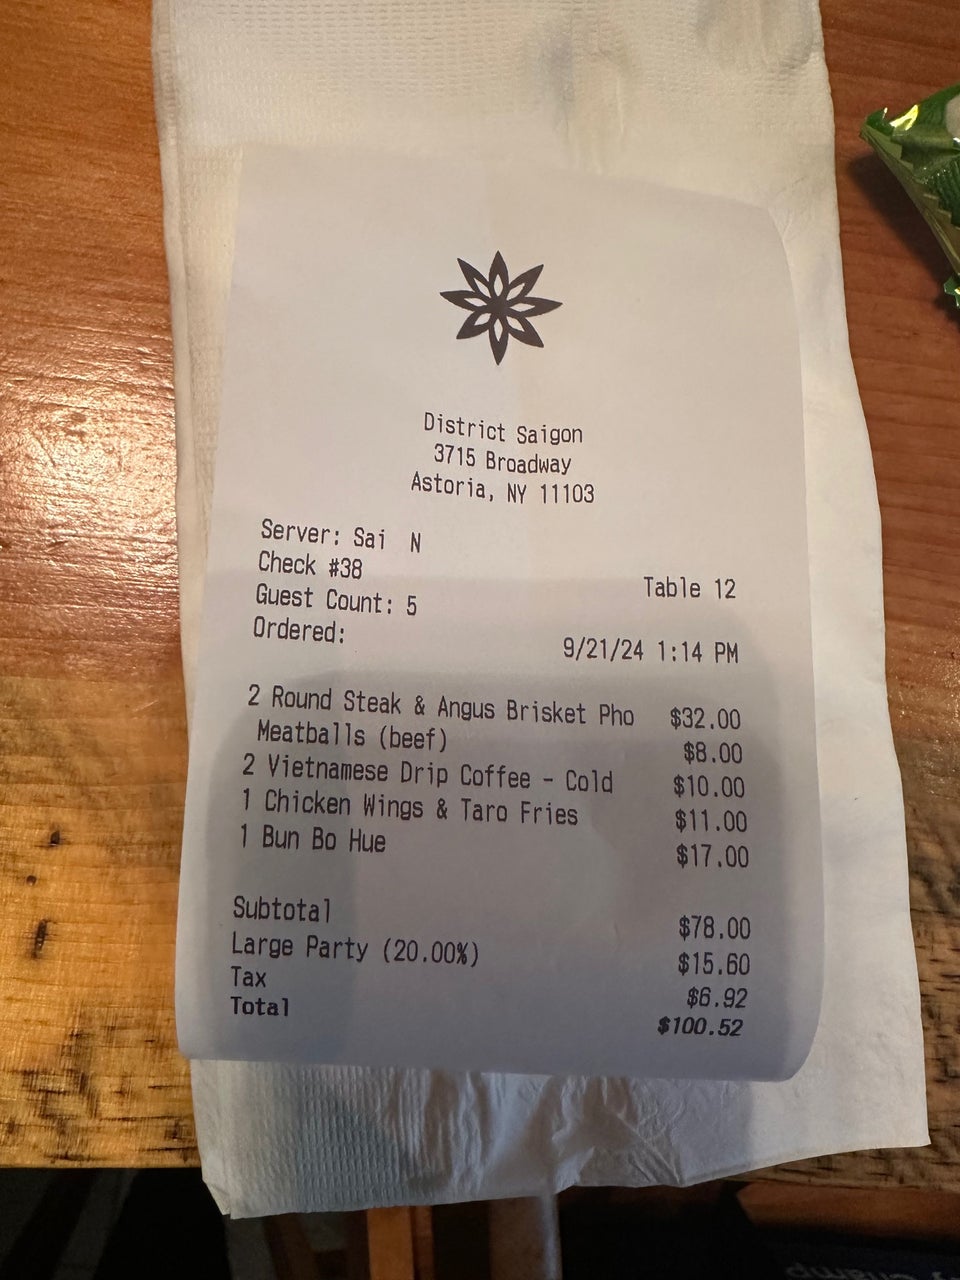 District Saigon
3715 Broadway
Astoria, NY 11103
Server: Sai N
Check #38 Table 12
Guest Count: 5
Ordered: 9/21/24 1:14 PM
2 Round Steak & Angus Brisket Pho $32.00
Meatballs (beef) $8.00
2 Vietnamese Drip Coffee - Cold $10.00
1 Chicken Wings & Taro Fries $11.00
1 Bun Bo Hue $17.00
Subtotal $78.00
Large Party (20.00%) $15.60
Tax $6.92
Total $100.52